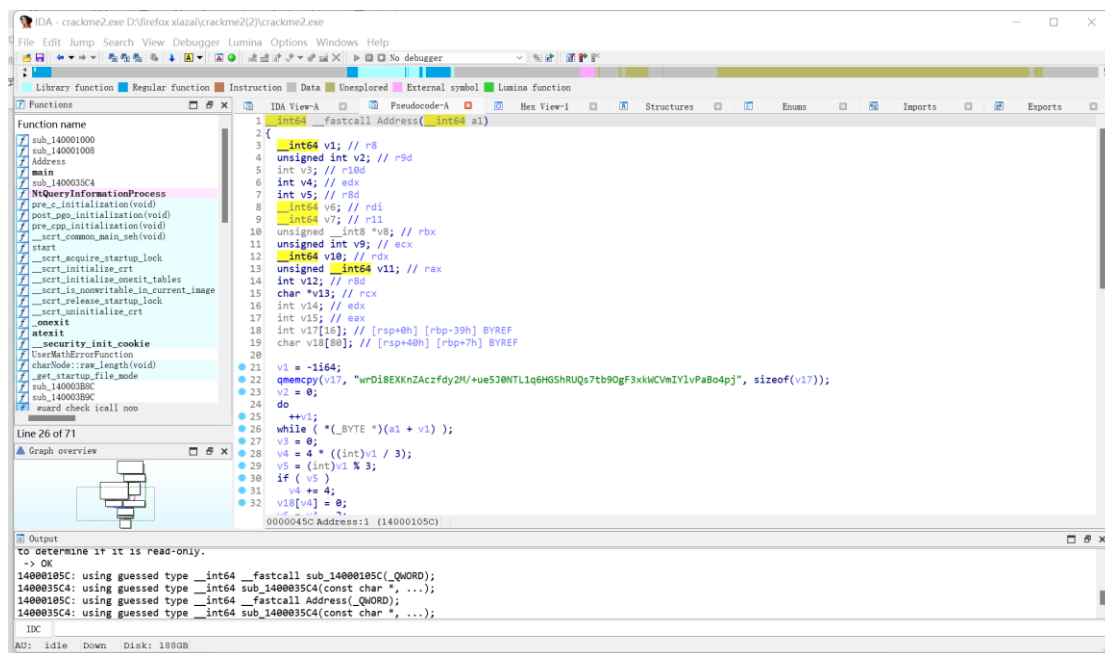 IDA - crackme2.exe D:\firefox xiazai\crackme2(2)\crackme2.exe
File Edit Jump Search View Debugger Lumina Options Windows Help
No debugger
Library function Regular function Instruction Data Unexplored External symbol Lumina function
Functions
IDA View-A Pseudocode-A Hex View-1 Structures Enums Imports Exports
Function name
sub_140001000
sub_140001008
Address
main
sub_1400035C4
NtQueryInformationProcess
pre_c_initialization(void)
post_pgo_initialization(void)
pre_cpp_initialization(void)
__scrt_common_main_seh(void)
start
__scrt_acquire_startup_lock
__scrt_initialize_crt
__scrt_initialize_onexit_tables
__scrt_is_nonwritable_in_current_image
__scrt_release_startup_lock
__scrt_uninitialize_crt
_onexit
atexit
__security_init_cookie
UserMathErrorFunction
charNode::raw_length(void)
_get_startup_file_mode
sub_140003B8C
sub_140003B9C
_guard_check_icall_nop
Line 26 of 71
Graph overview
1 __int64 __fastcall Address(__int64 a1)
2 {
3 __int64 v1; // r8
4 unsigned int v2; // r9d
5 int v3; // r10d
6 int v4; // edx
7 int v5; // r8d
8 __int64 v6; // rdi
9 __int64 v7; // r11
10 unsigned __int8 *v8; // rbx
11 unsigned int v9; // ecx
12 __int64 v10; // rdx
13 unsigned __int64 v11; // rax
14 int v12; // r8d
15 char *v13; // rcx
16 int v14; // edx
17 int v15; // eax
18 int v17[16]; // [rsp+0h] [rbp-39h] BYREF
19 char v18[80]; // [rsp+40h] [rbp+7h] BYREF
20
21 v1 = -1i64;
22 qmemcpy(v17, "wrDi8EXKnZAczfdy2M/+ue5J0NTL1q6HGShRUQs7tb9OgF3xkWCVmIYlvPaBo4pj", sizeof(v17));
23 v2 = 0;
24 do
25 ++v1;
26 while ( *(_BYTE *)(a1 + v1) );
27 v3 = 0;
28 v4 = 4 * ((int)v1 / 3);
29 v5 = (int)v1 % 3;
30 if ( v5 )
31 v4 += 4;
32 v18[v4] = 0;
0000045C Address:1 (14000105C)
Output
to determine if it is read-only.
-> OK
14000105C: using guessed type __int64 __fastcall sub_14000105C(_QWORD);
1400035C4: using guessed type __int64 sub_1400035C4(const char *, ...);
14000105C: using guessed type __int64 __fastcall Address(_QWORD);
1400035C4: using guessed type __int64 sub_1400035C4(const char *, ...);
IDC
AU: idle Down Disk: 188GB